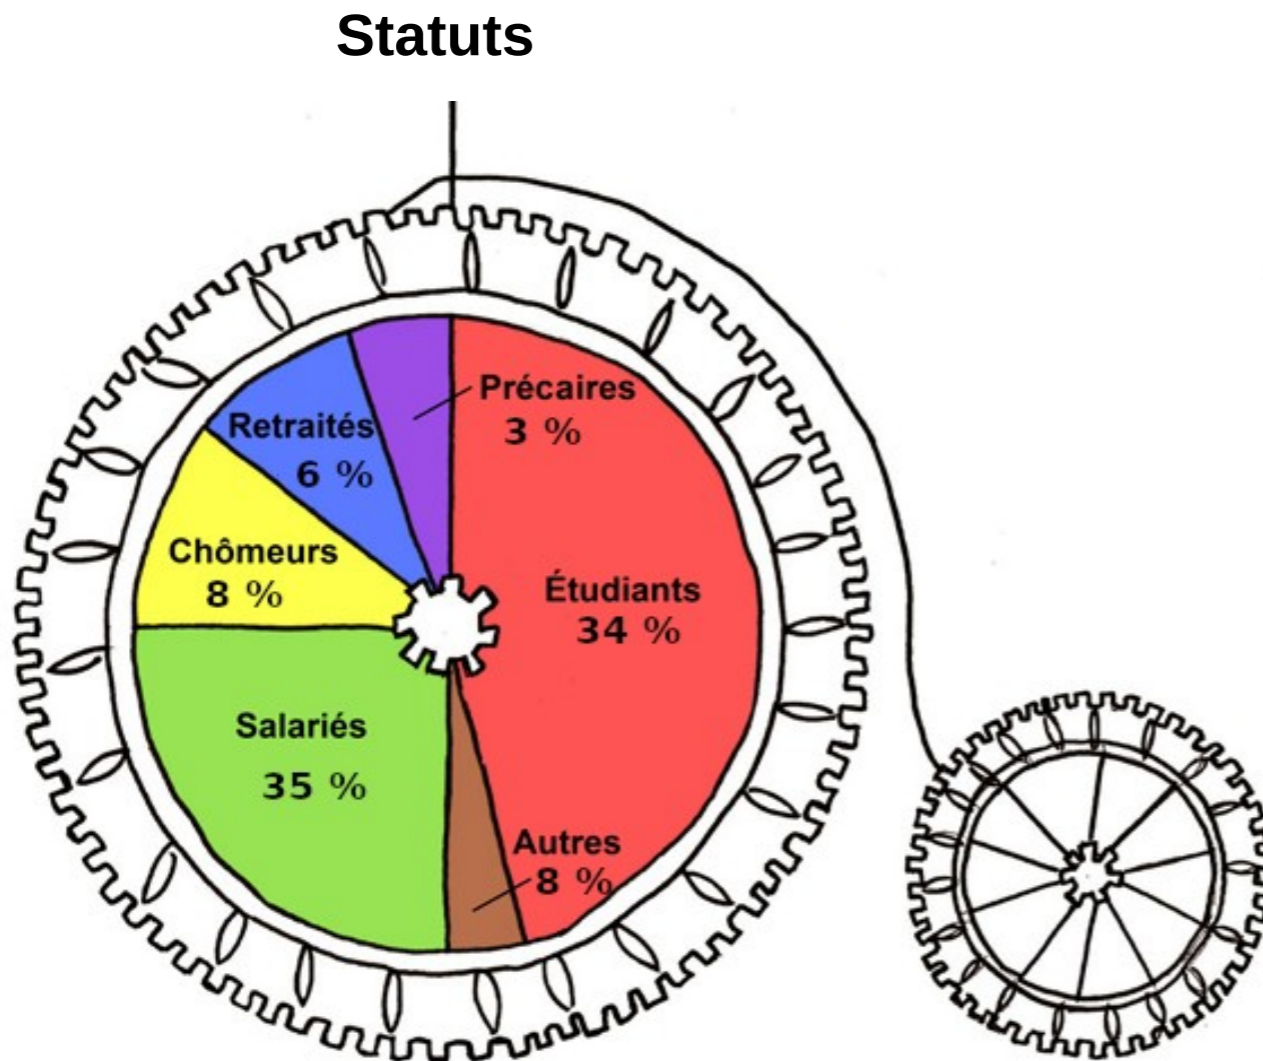 Statuts
Précaires
3 %
Retraités
6 %
Chômeurs
8 %
Étudiants
34 %
Salariés
35 %
Autres
8 %